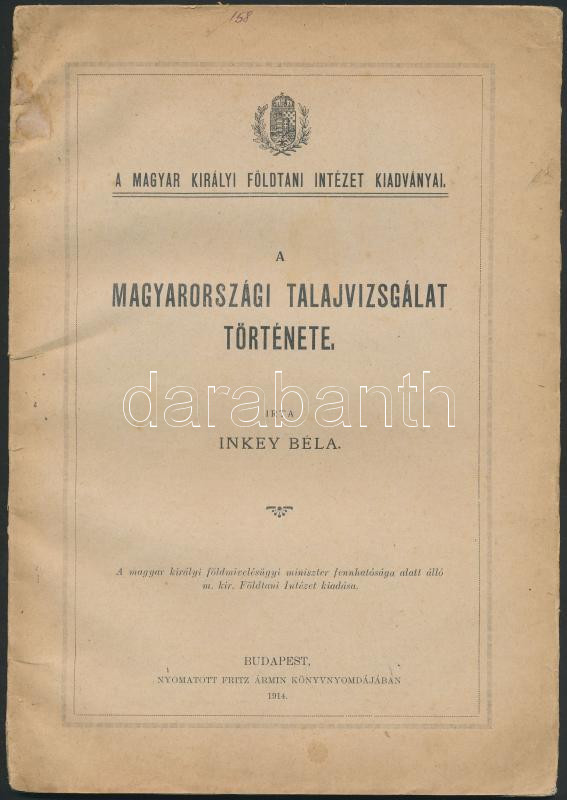 158
A MAGYAR KIRÁLYI FÖLDTANI INTÉZET KIADVÁNYAI.
A
MAGYARORSZÁGI TALAJVIZSGÁLAT
TÖRTÉNETE.
darabanth
IRTA
INKEY BÉLA.
A magyar királyi földmivelésügyi miniszter fennhatósága alatt álló
m. kir. Földtani Intézet kiadása.
BUDAPEST,
NYOMATOTT FRITZ ÁRMIN KÖNYVNYOMDÁJÁBAN
1914.